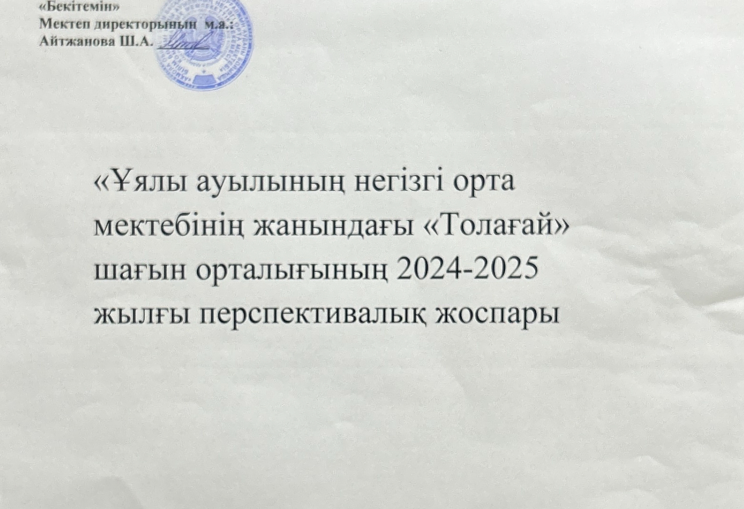 «Бекітемін»
Мектеп директорының м.а.:
Айтжанова Ш.А.
«Ұялы ауылының негізгі орта
мектебінің жанындағы «Толағай»
шағын орталығының 2024-2025
жылғы перспективалық жоспары